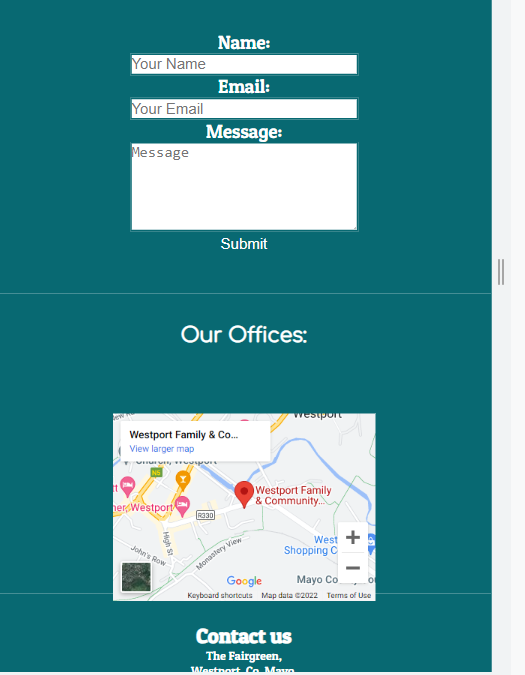 Name:
Your Name
Email:
Your Email
Message:
Message
Submit
Our Offices:
Westport
Westport Family & Co...
View larger map
Church, Westport
N5
Westport
R330
Westport Family
& Community...
High St
John's Row
Monastery View
West
Shopping C
Google
Mayo Co
Keyboard shortcuts
Map data ©2022
Terms of Use
Contact us
The Fairgreen,
Westport, Co. Mayo